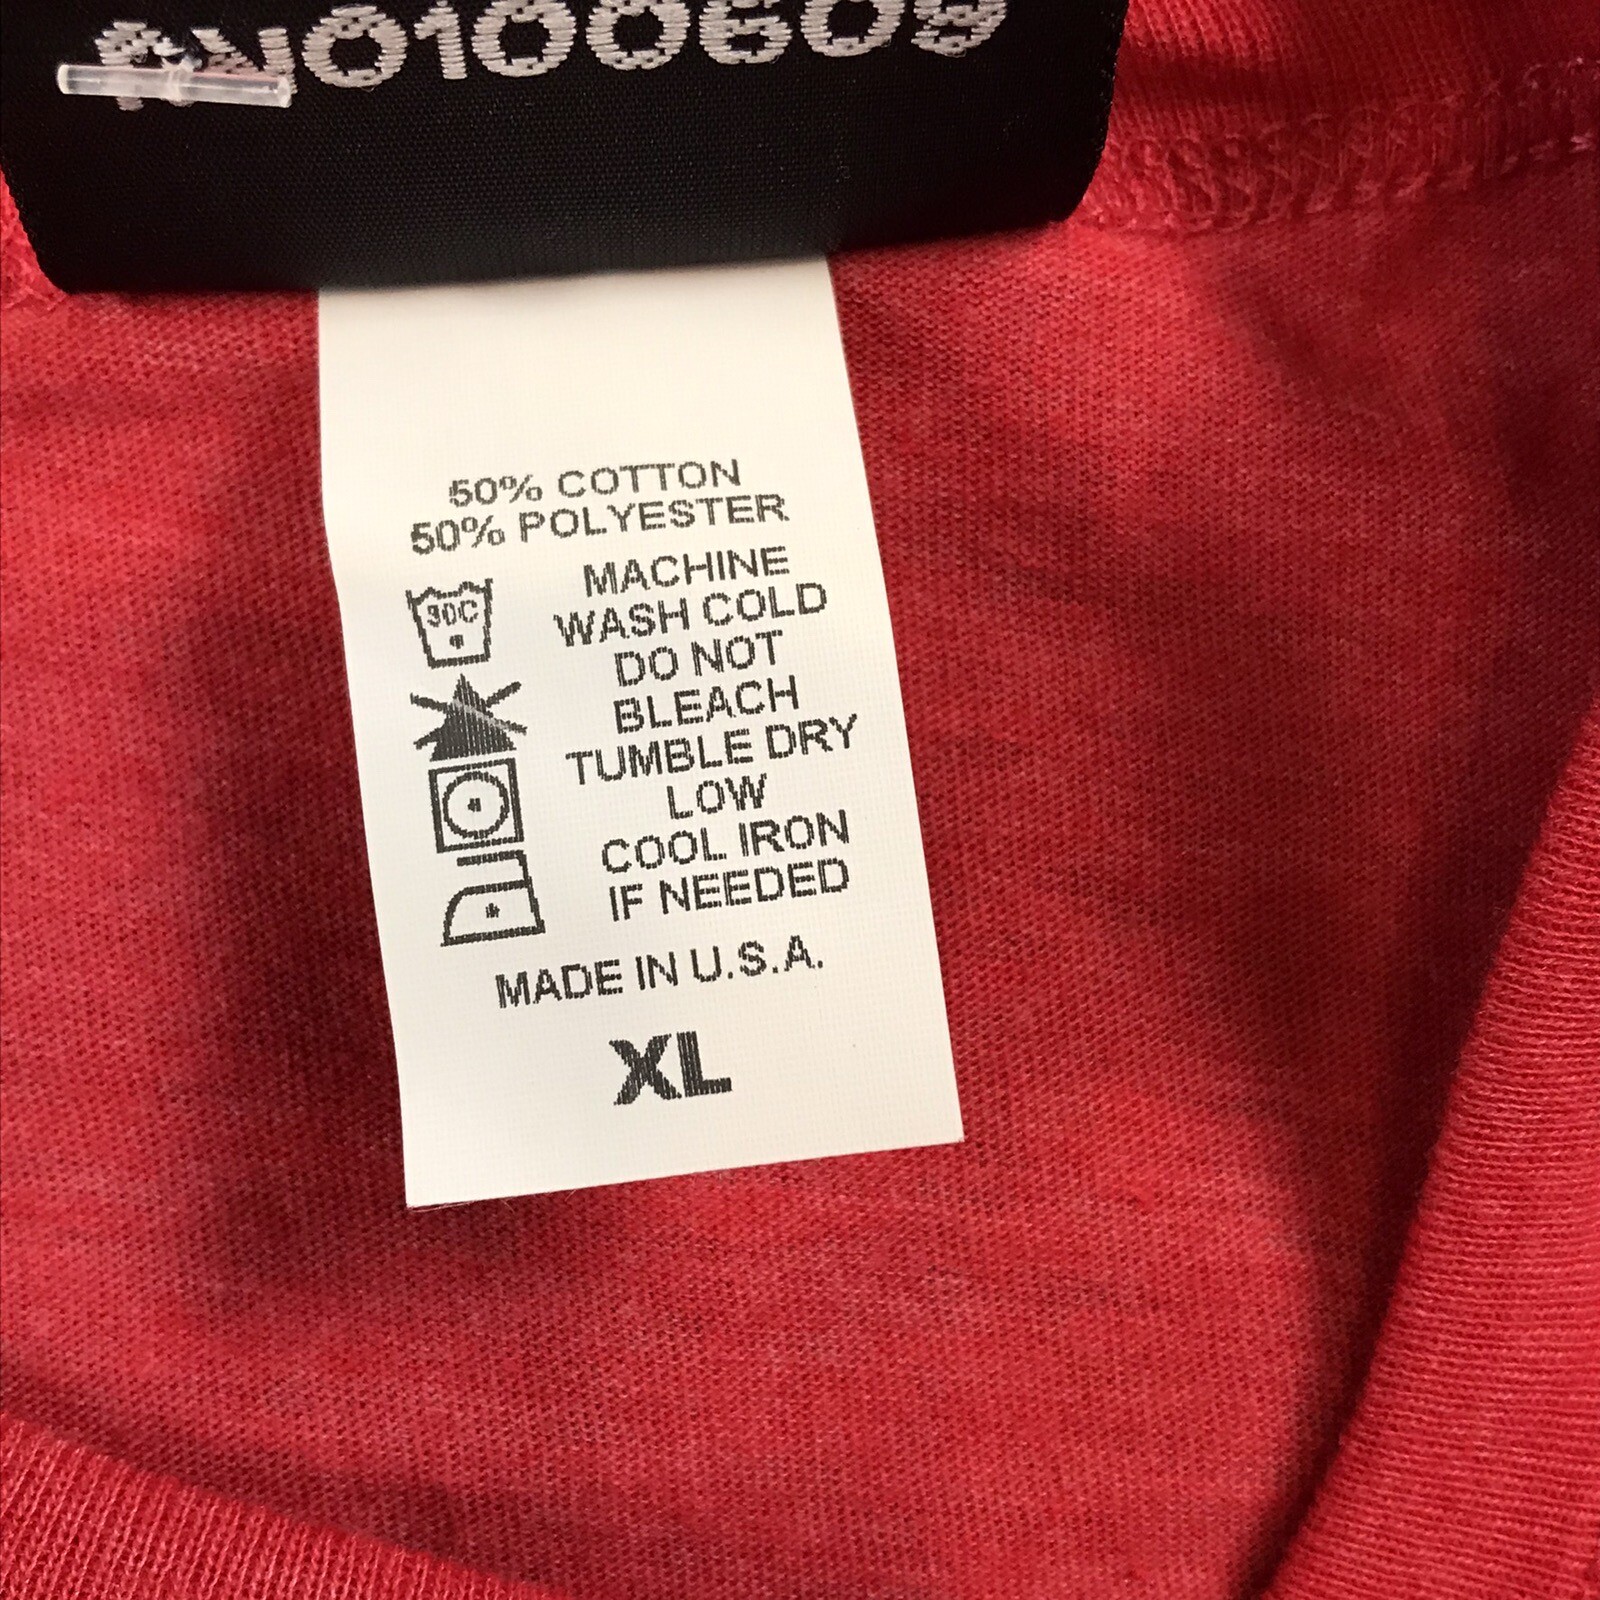 50% COTTON
50% POLYESTER
30C
MACHINE
WASH COLD
DO NOT
BLEACH
TUMBLE DRY
LOW
COOL IRON
IF NEEDED
MADE IN U.S.A.
XL